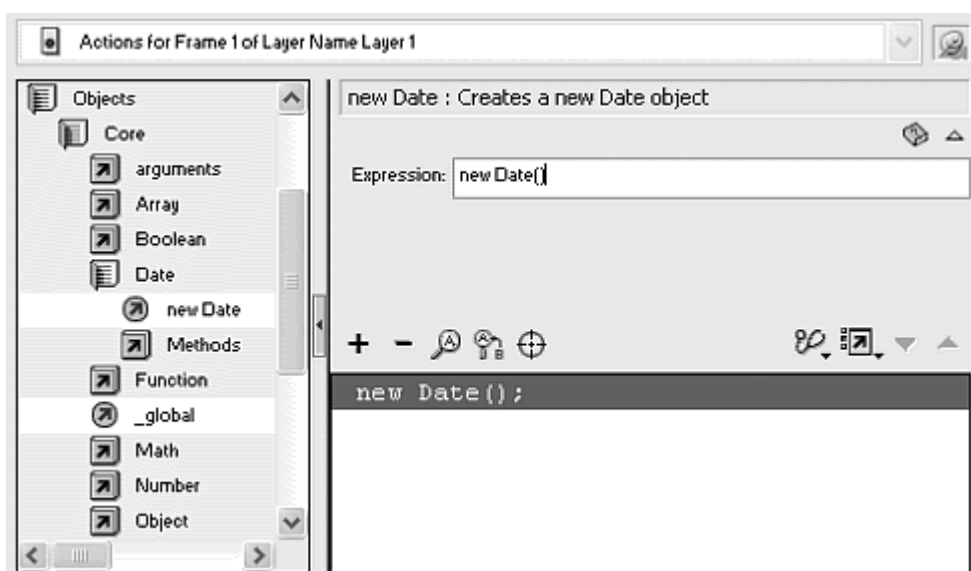 Actions for Frame 1 of Layer Name Layer 1
Objects
Core
arguments
Array
Boolean
Date
new Date
Methods
Function
_global
Math
Number
Object
new Date : Creates a new Date object
Expression: new Date()
new Date();